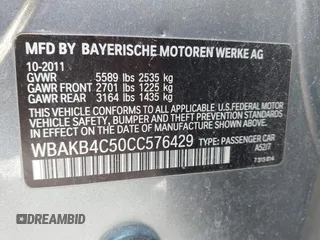 MFD BY BAYERISCHE MOTOREN WERKE AG
10-2011
GVWR 5589 lbs 2535 kg
GAWR FRONT 2701 lbs 1225 kg
GAWR REAR 3164 lbs 1435 kg
THIS VEHICLE CONFORMS TO ALL APPLICABLE U.S. FEDERAL MOTOR
VEHICLE SAFETY, BUMPER, AND THEFT PREVENTION STANDARDS IN
EFFECT ON THE DATE OF MANUFACTURE SHOWN ABOVE.
WBAKB4C50CC576429 TYPE: PASSENGER CAR
A52/7
DREAMBID